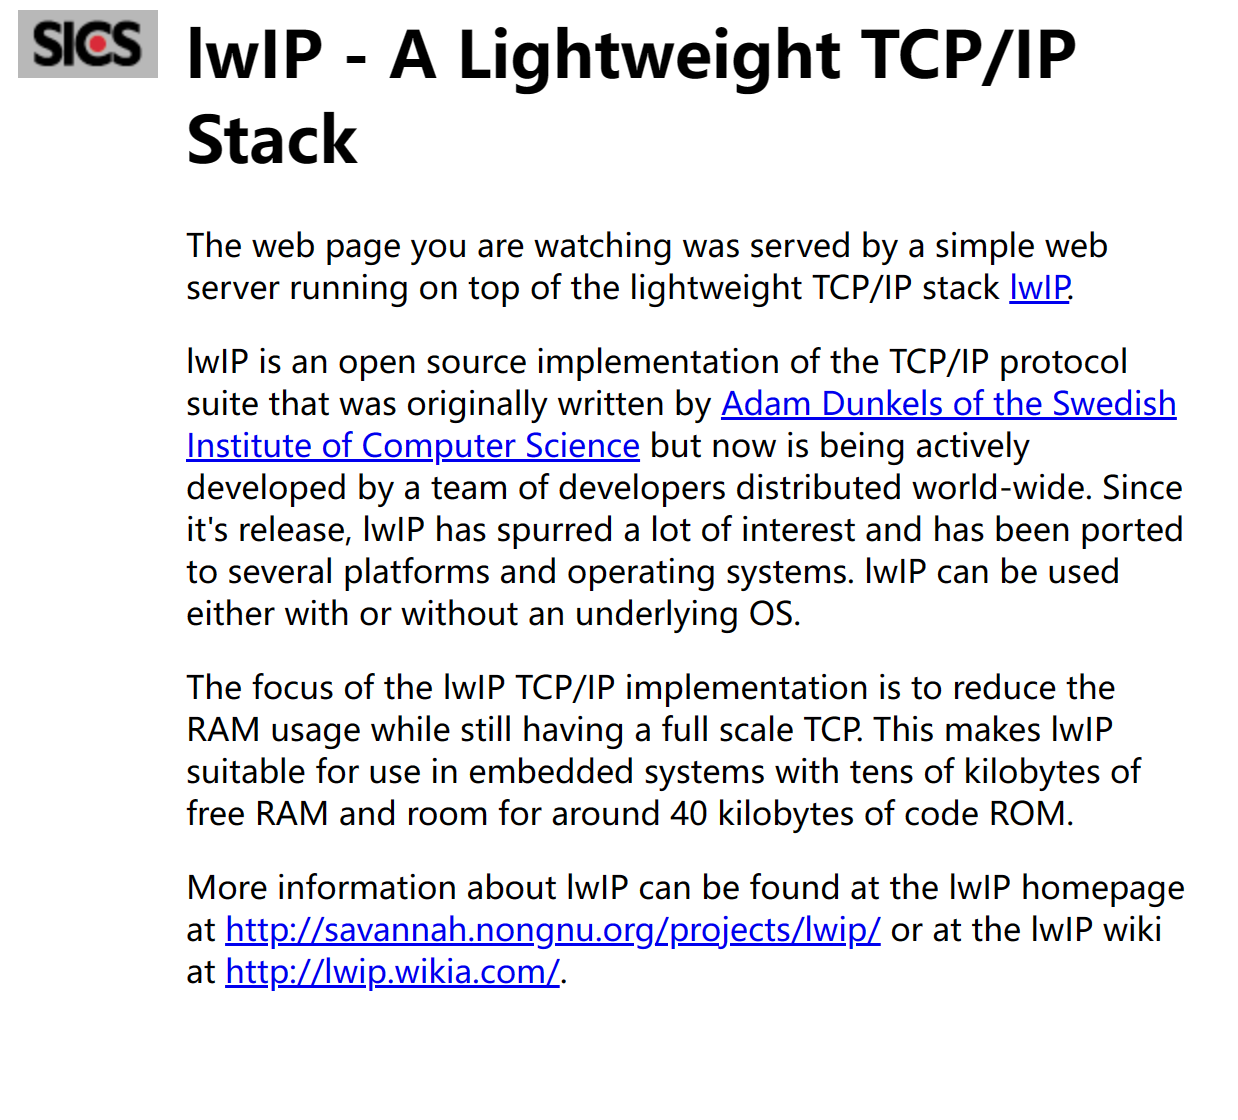 SICS
lwIP - A Lightweight TCP/IP
Stack
The web page you are watching was served by a simple web
server running on top of the lightweight TCP/IP stack lwIP.
lwIP is an open source implementation of the TCP/IP protocol
suite that was originally written by Adam Dunkels of the Swedish
Institute of Computer Science but now is being actively
developed by a team of developers distributed world-wide. Since
it's release, lwIP has spurred a lot of interest and has been ported
to several platforms and operating systems. lwIP can be used
either with or without an underlying OS.
The focus of the lwIP TCP/IP implementation is to reduce the
RAM usage while still having a full scale TCP. This makes lwIP
suitable for use in embedded systems with tens of kilobytes of
free RAM and room for around 40 kilobytes of code ROM.
More information about lwIP can be found at the lwIP homepage
at http://savannah.nongnu.org/projects/lwip/ or at the lwIP wiki
at http://lwip.wikia.com/.